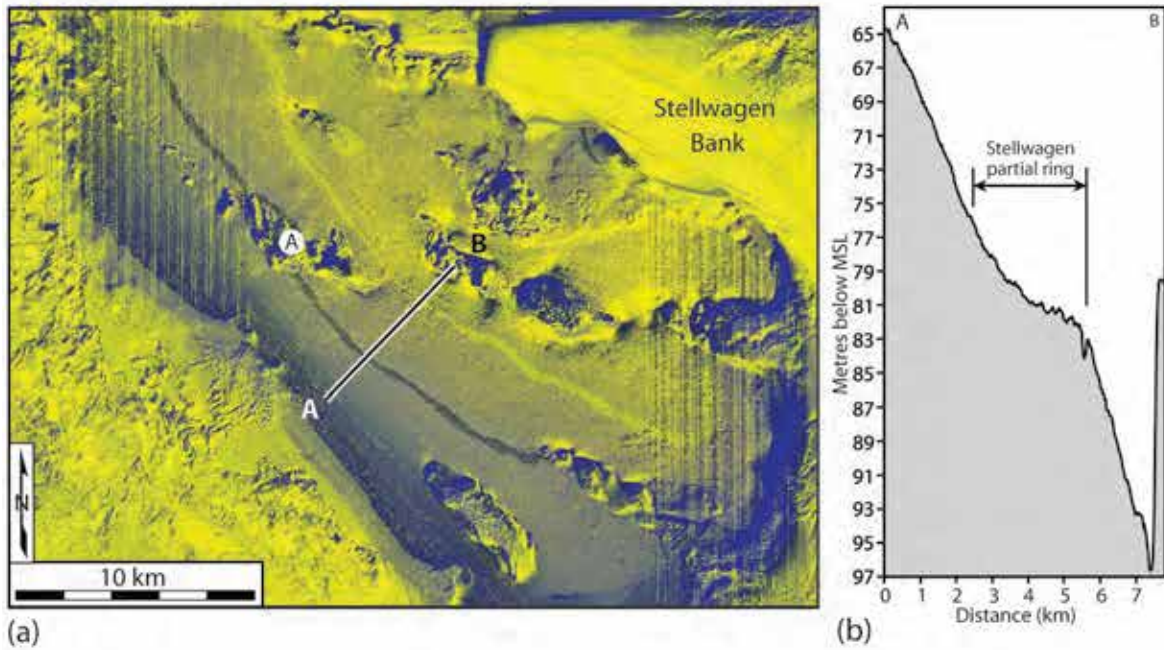 Stellwagen
Bank
A
B
A
N
10 km
(a)
A
B
65
65
67
69
71
73
75
77
79
81
83
85
87
89
91
93
95
97
Metres below MSL
Stellwagen
partial ring
0 1 2 3 4 5 6 7
Distance (km)
(b)